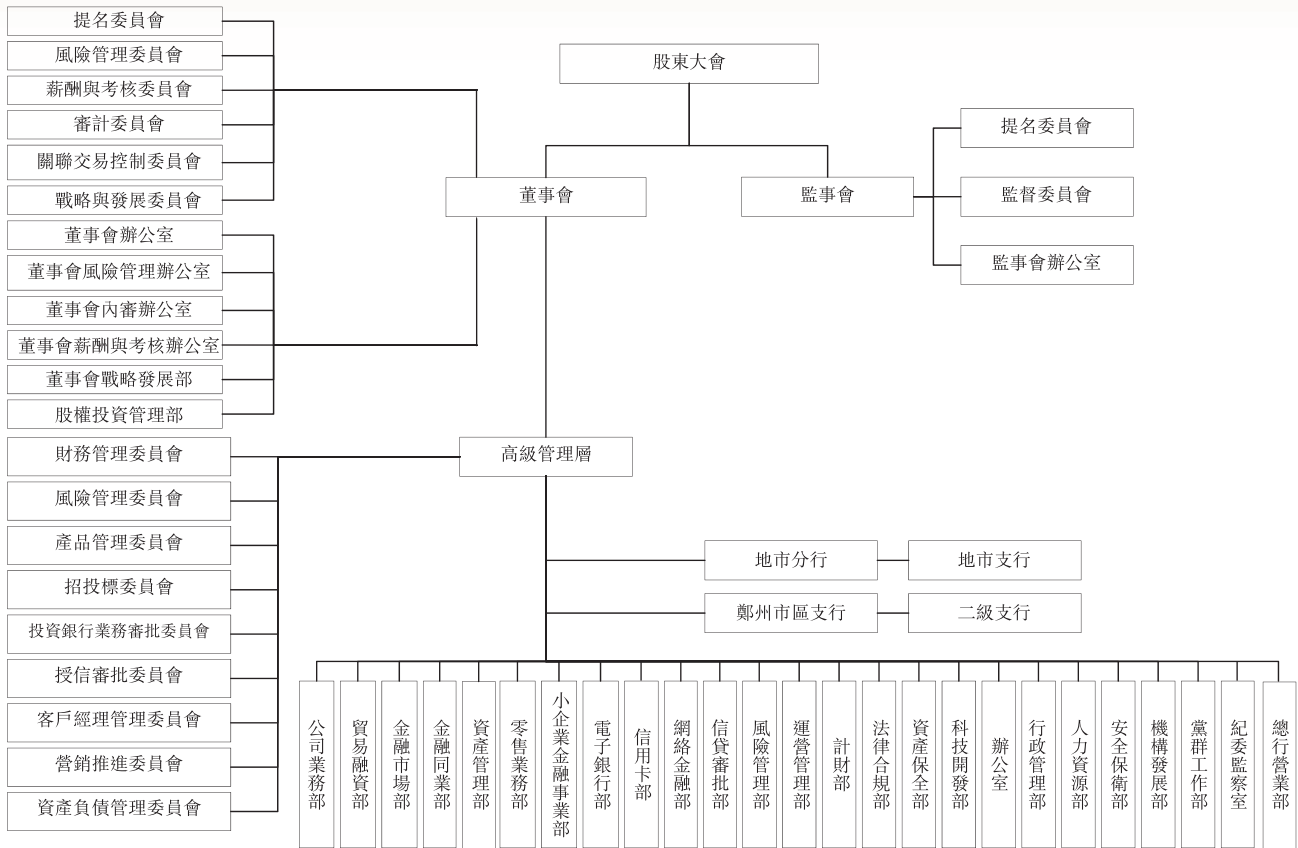 提名委員會
風險管理委員會
薪酬與考核委員會
審計委員會
關聯交易控制委員會
戰略與發展委員會
董事會辦公室
董事會風險管理辦公室
董事會內審辦公室
董事會薪酬與考核辦公室
董事會戰略發展部
股權投資管理部
股東大會
董事會
監事會
提名委員會
監督委員會
監事會辦公室
高級管理層
財務管理委員會
風險管理委員會
產品管理委員會
招投標委員會
投資銀行業務審批委員會
授信審批委員會
客戶經理管理委員會
營銷推進委員會
資產負債管理委員會
地市分行
地市支行
鄭州市區支行
二級支行
公司業務部
貿易融資部
金融市場部
金融同業部
資產管理部
零售業務部
小企業金融事業部
電子銀行部
信用卡部
網絡金融部
信貸審批部
風險管理部
運營管理部
計財部
法律合規部
資產保全部
科技開發部
辦公室
行政管理部
人力資源部
安全保衛部
機構發展部
黨群工作部
紀委監察室
總行營業部